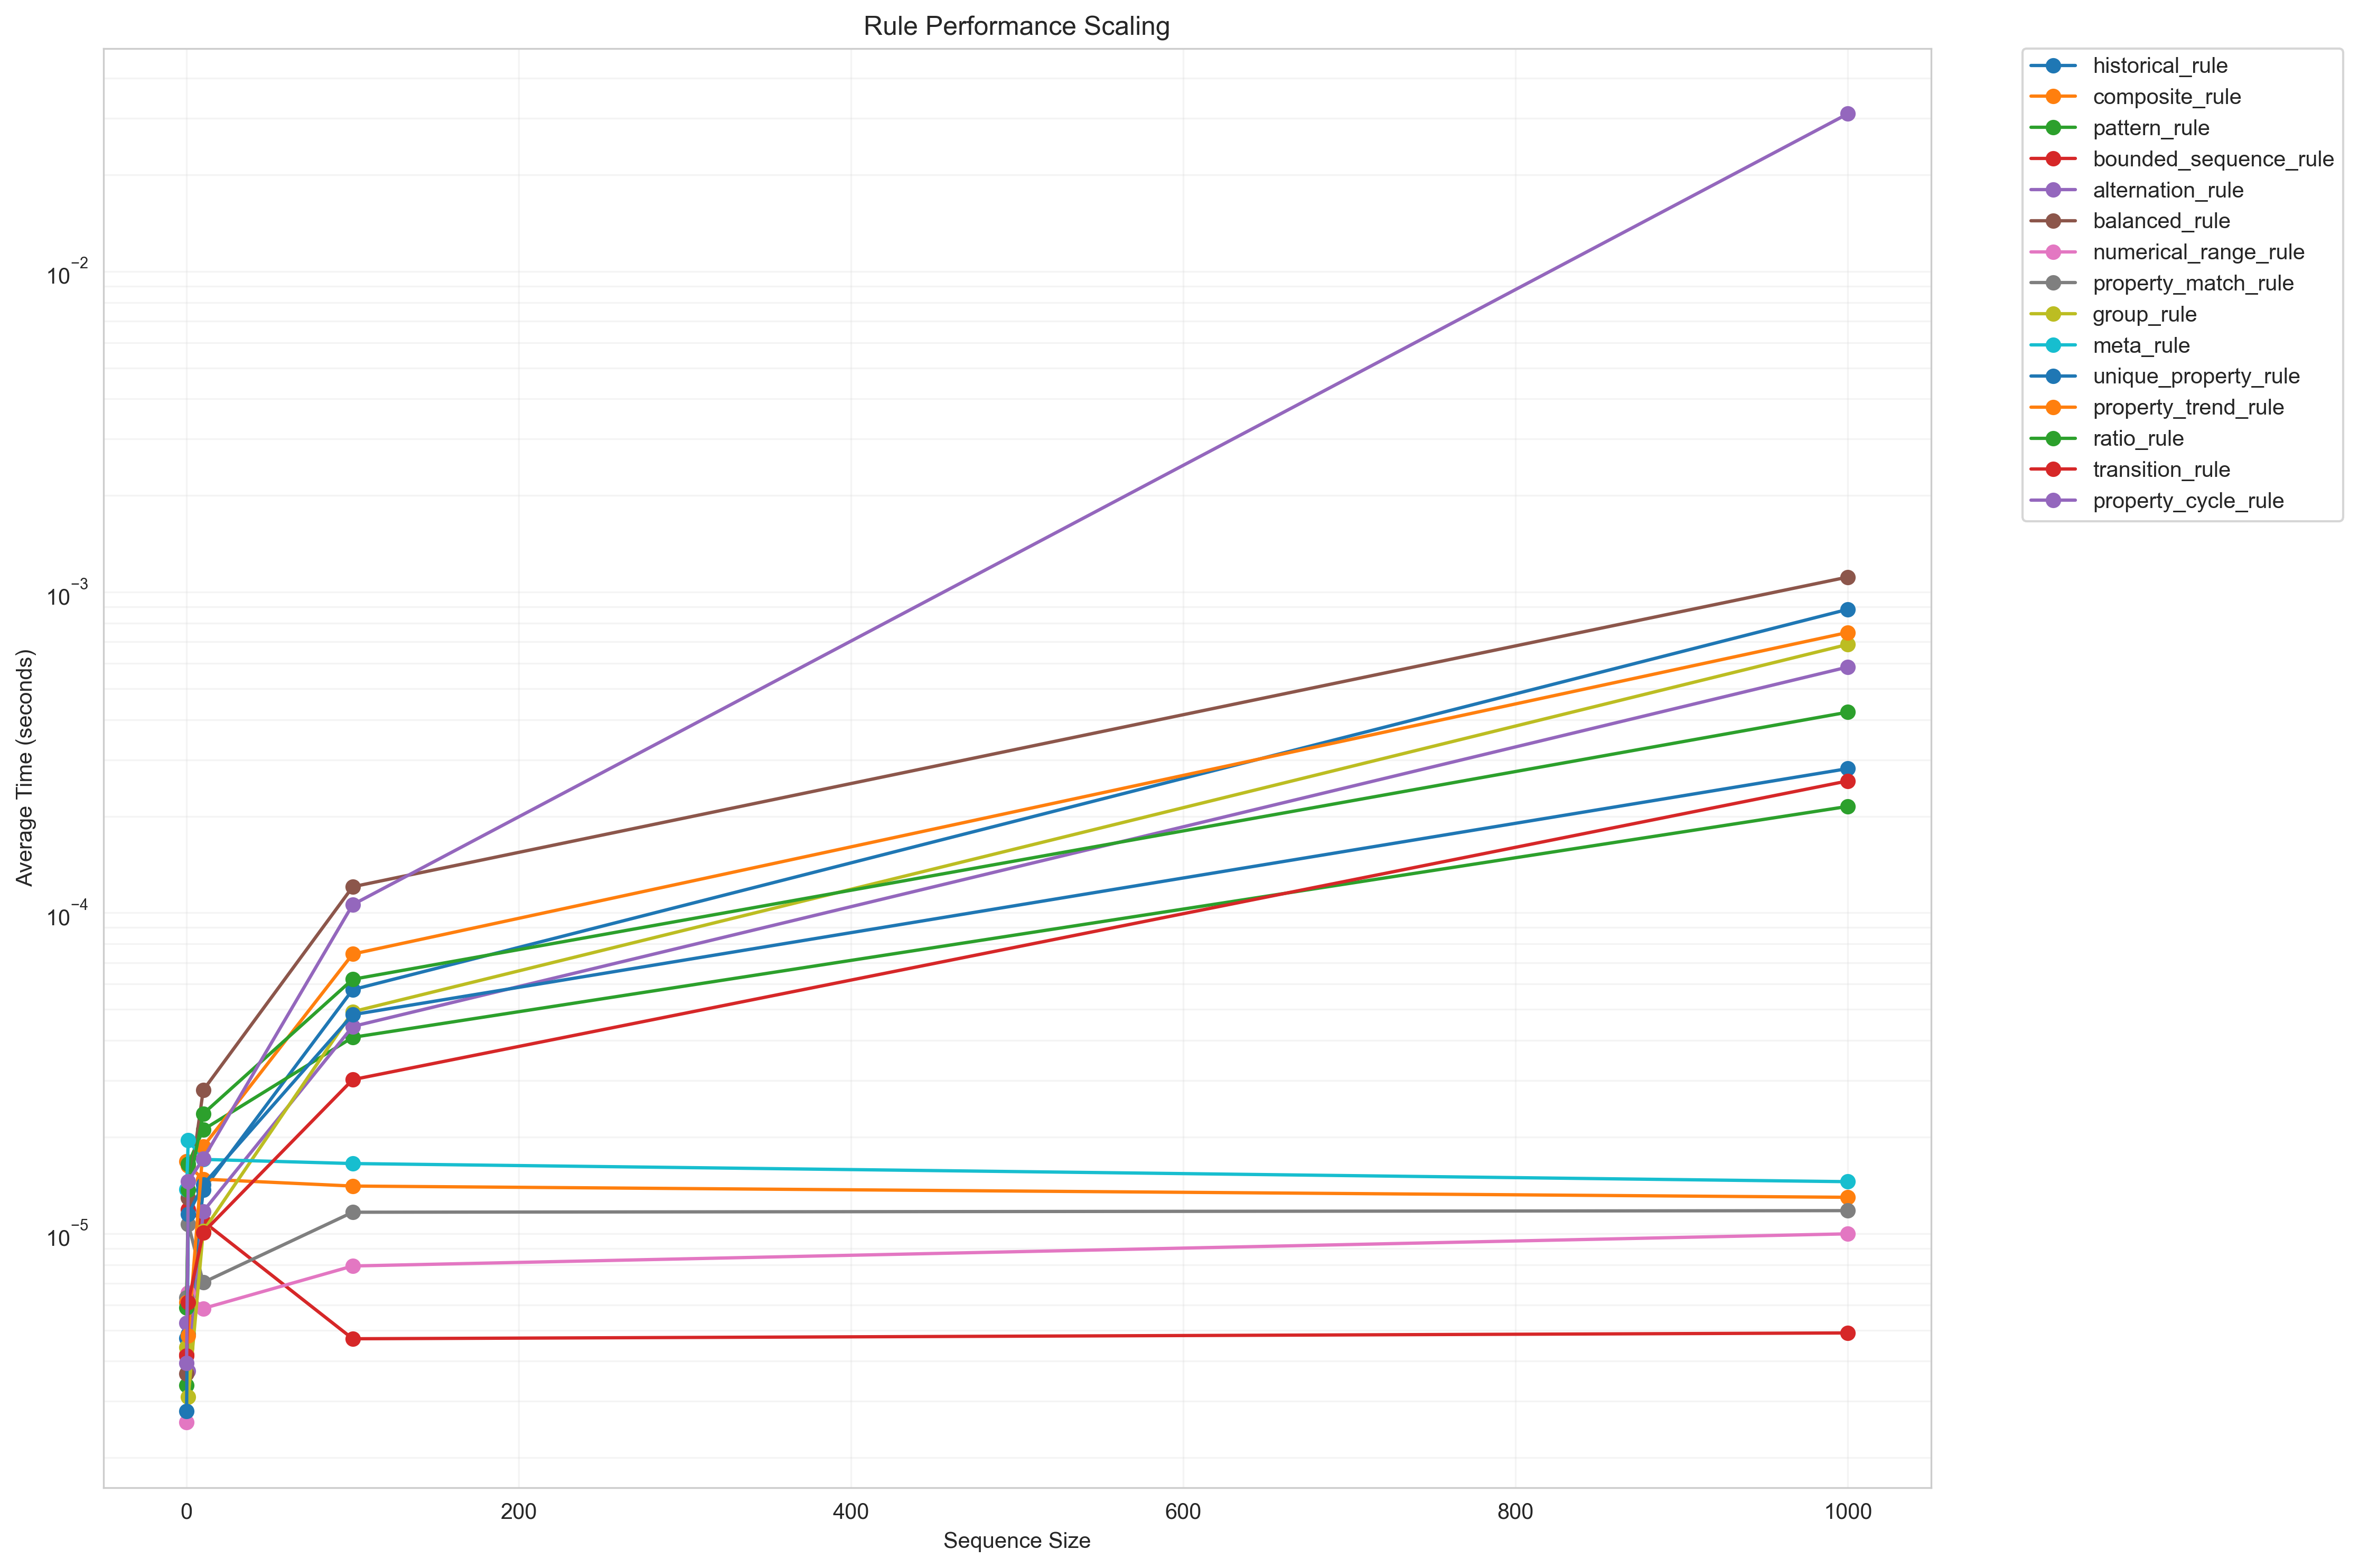 Rule Performance Scaling
historical_rule
composite_rule
pattern_rule
bounded_sequence_rule
alternation_rule
balanced_rule
numerical_range_rule
property_match_rule
group_rule
meta_rule
unique_property_rule
property_trend_rule
ratio_rule
transition_rule
property_cycle_rule
Average Time (seconds)
10⁻²
10⁻³
10⁻⁴
10⁻⁵
0 200 400 600 800 1000
Sequence Size